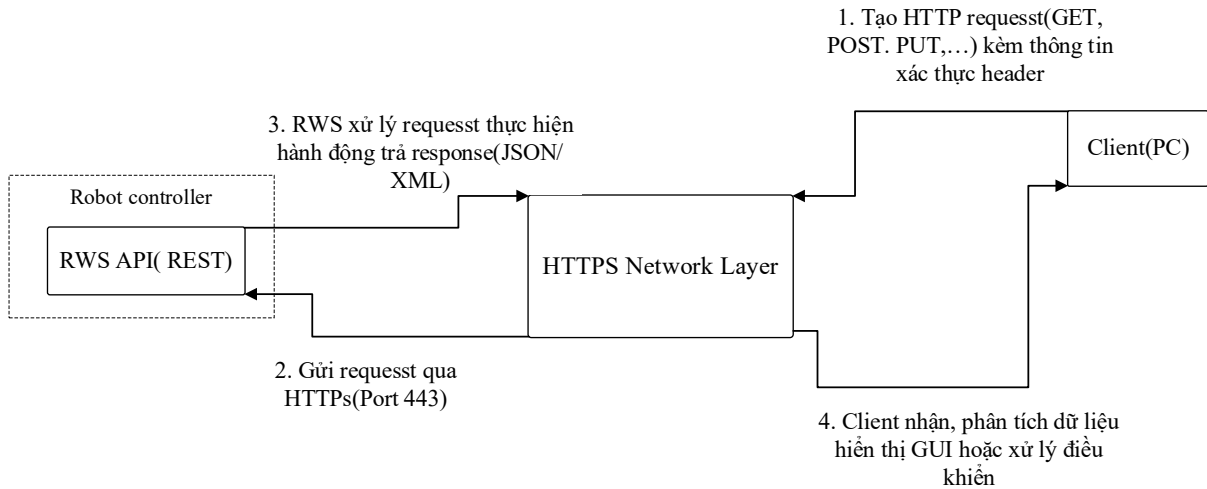 1. Tạo HTTP requesst(GET,
POST. PUT,…) kèm thông tin
xác thực header
3. RWS xử lý requesst thực hiện
hành động trả response(JSON/
XML)
Client(PC)
Robot controller
RWS API( REST)
HTTPS Network Layer
2. Gửi requesst qua
HTTPs(Port 443)
4. Client nhận, phân tích dữ liệu
hiển thị GUI hoặc xử lý điều
khiển